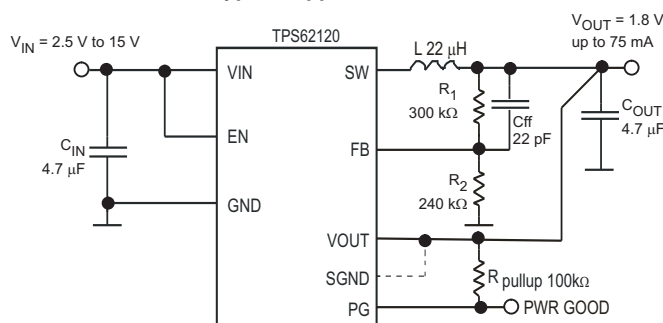 TPS62120
V_IN = 2.5 V to 15 V
V_OUT = 1.8 V
up to 75 mA
VIN
SW
L 22 μH
R1
300 kΩ
Cff
22 pF
C_OUT
4.7 μF
EN
C_IN
4.7 μF
FB
GND
R2
240 kΩ
VOUT
SGND
R pullup 100kΩ
PG
PWR GOOD